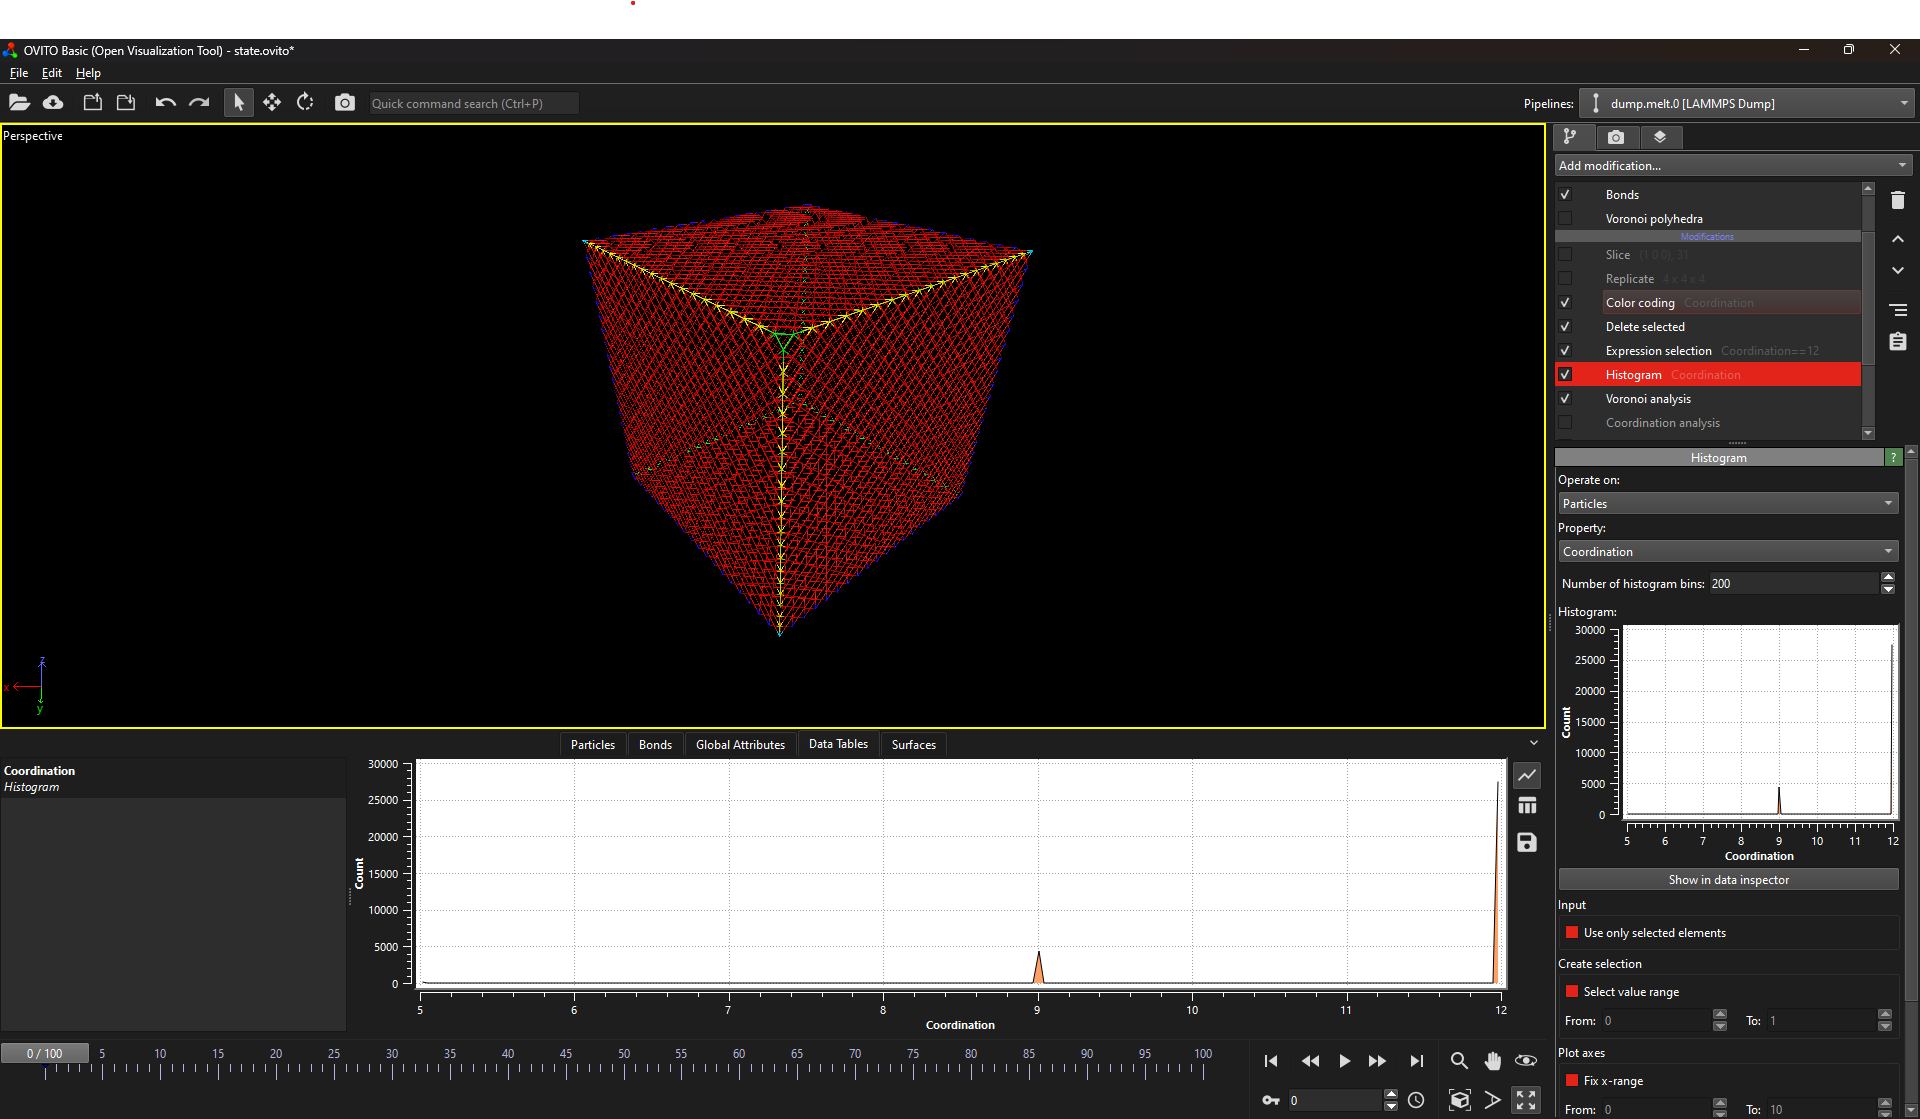 OVITO Basic (Open Visualization Tool) - state.ovito*
File Edit Help
Quick command search (Ctrl+P)
Pipelines: dump.melt.0 [LAMMPS Dump]
Perspective
Add modification...
Bonds
Voronoi polyhedra
Modifications
Slice (1 0 0), 31
Replicate 4 x 4 x 4
Color coding Coordination
Delete selected
Expression selection Coordination==12
Histogram Coordination
Voronoi analysis
Coordination analysis
Histogram ?
Operate on:
Particles
Property:
Coordination
Number of histogram bins: 200
Histogram:
30000
25000
20000
15000
10000
5000
0
Count
5 6 7 8 9 10 11 12
Coordination
Show in data inspector
Input
Use only selected elements
Create selection
Select value range
From: 0 To: 1
Plot axes
Fix x-range
From: 0 To: 10
z
x
y
Particles Bonds Global Attributes Data Tables Surfaces
Coordination
Histogram
30000
25000
20000
15000
10000
5000
0
Count
5 6 7 8 9 10 11 12
Coordination
0 / 100 5 10 15 20 25 30 35 40 45 50 55 60 65 70 75 80 85 90 95 100
0